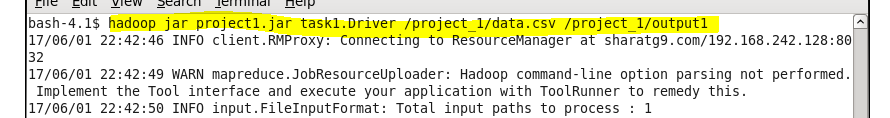 File Edit View Search Terminal Help
bash-4.1$ hadoop jar project1.jar task1.Driver /project_1/data.csv /project_1/output1
17/06/01 22:42:46 INFO client.RMProxy: Connecting to ResourceManager at sharatg9.com/192.168.242.128:80
32
17/06/01 22:42:49 WARN mapreduce.JobResourceUploader: Hadoop command-line option parsing not performed.
 Implement the Tool interface and execute your application with ToolRunner to remedy this.
17/06/01 22:42:50 INFO input.FileInputFormat: Total input paths to process : 1